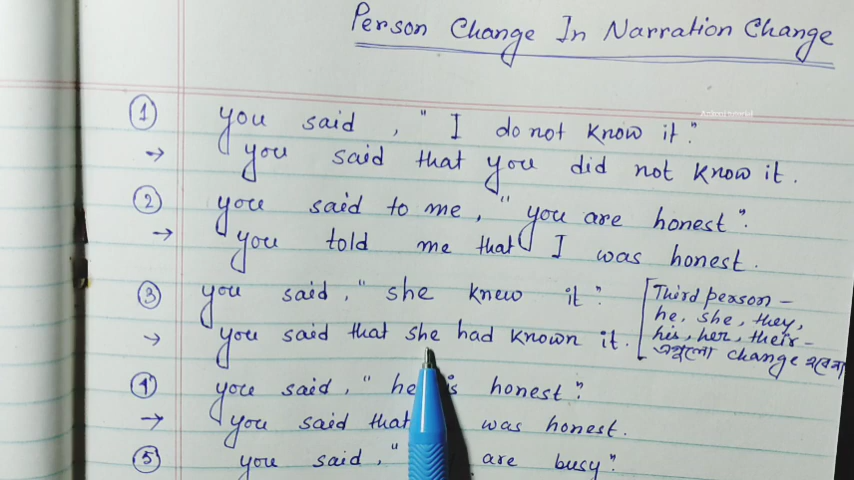 Person Change In Narration Change
① you said, "I do not know it".
→ you said that you did not know it.
② you said to me, "you are honest".
→ you told me that I was honest.
③ you said, "she knew it".
→ you said that she had known it.
[Third person –
he, she, they,
his, her, their –
এগুলো change হবেনা
④ you said, "he is honest".
→ you said that was honest.
⑤ you said, " are busy".